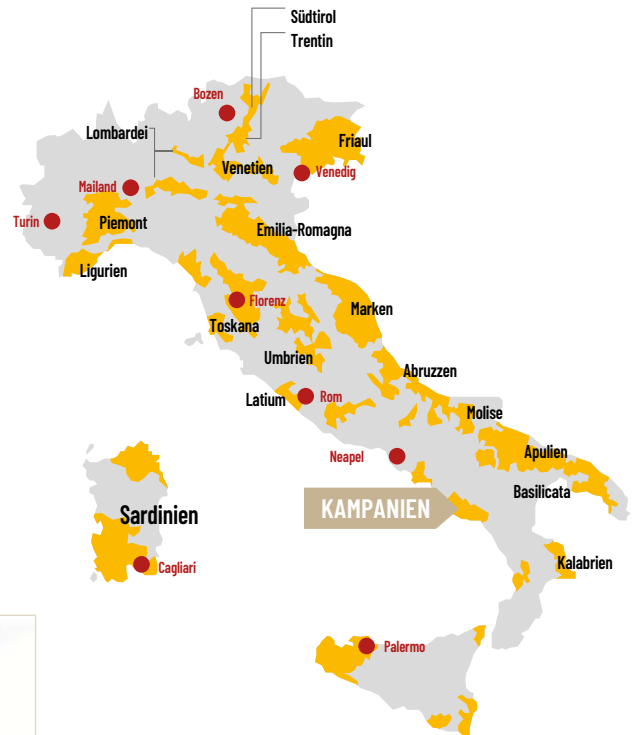 Südtirol
Trentin
Bozen
Lombardei
Friaul
Venetien
Venedig
Mailand
Turin
Piemont
Emilia-Romagna
Ligurien
Florenz
Marken
Toskana
Umbrien
Abruzzen
Latium
Rom
Molise
Neapel
Apulien
Basilicata
KAMPANIEN
Sardinien
Kalabrien
Cagliari
Palermo